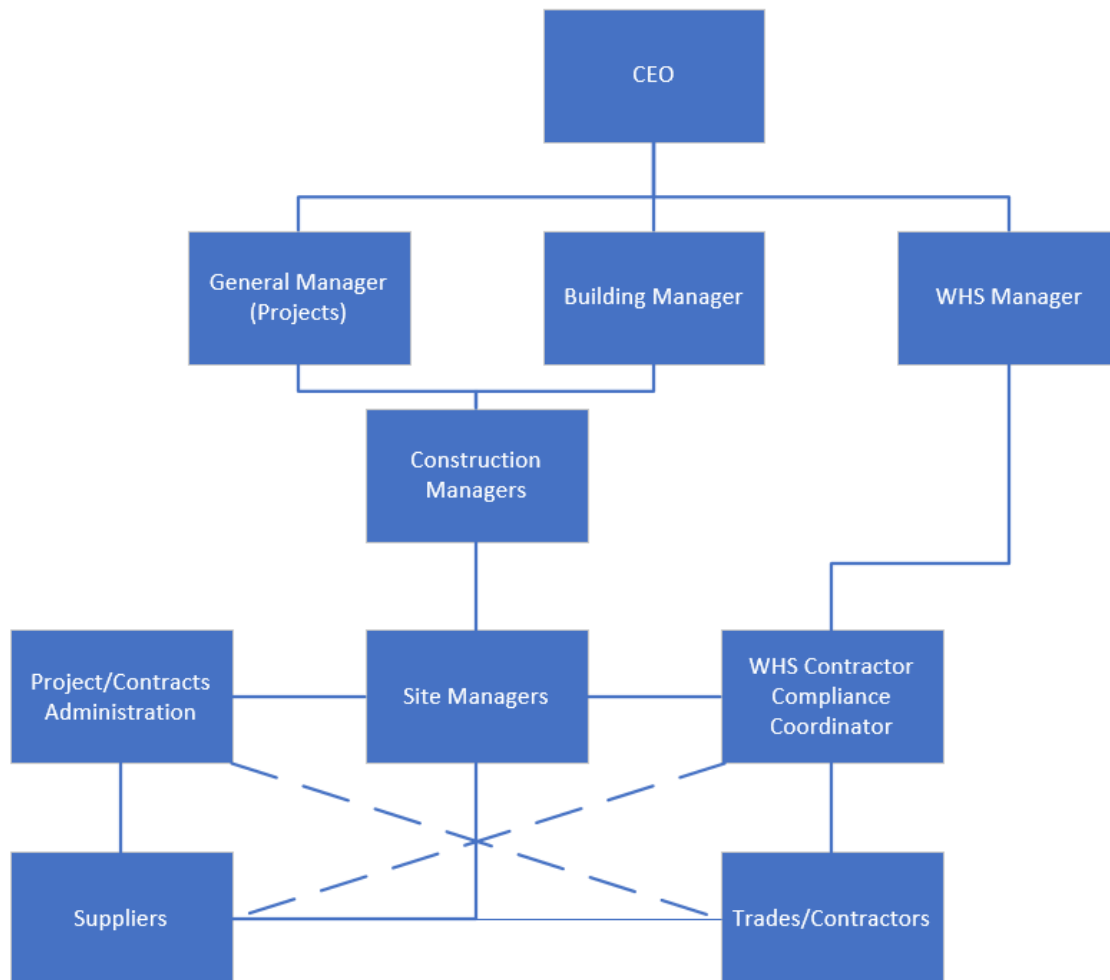 CEO
General Manager
(Projects)
Building Manager
WHS Manager
Construction
Managers
Project/Contracts
Administration
Site Managers
WHS Contractor
Compliance
Coordinator
Suppliers
Trades/Contractors